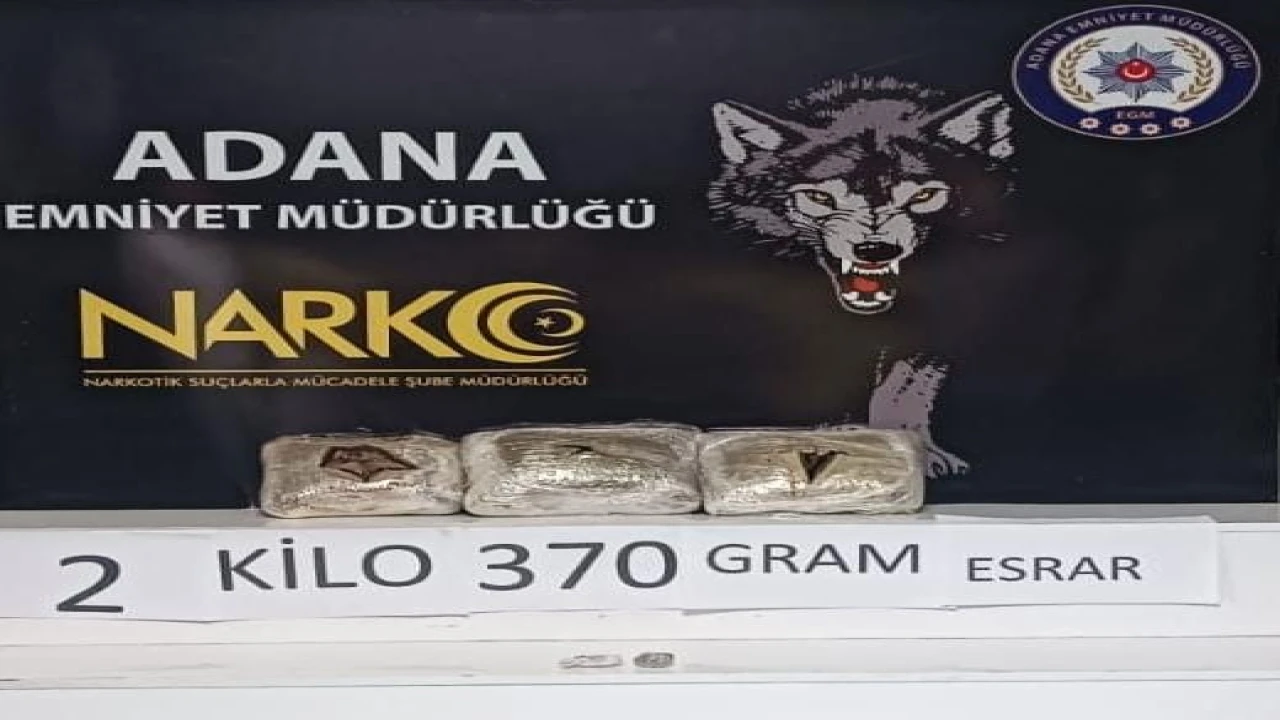 ADANA EMNİYET MÜDÜRLÜĞÜ
EGM
ADANA
EMNİYET MÜDÜRLÜĞÜ
NARKO
NARKOTİK SUÇLARLA MÜCADELE ŞUBE MÜDÜRLÜĞÜ
2 KİLO 370 GRAM ESRAR